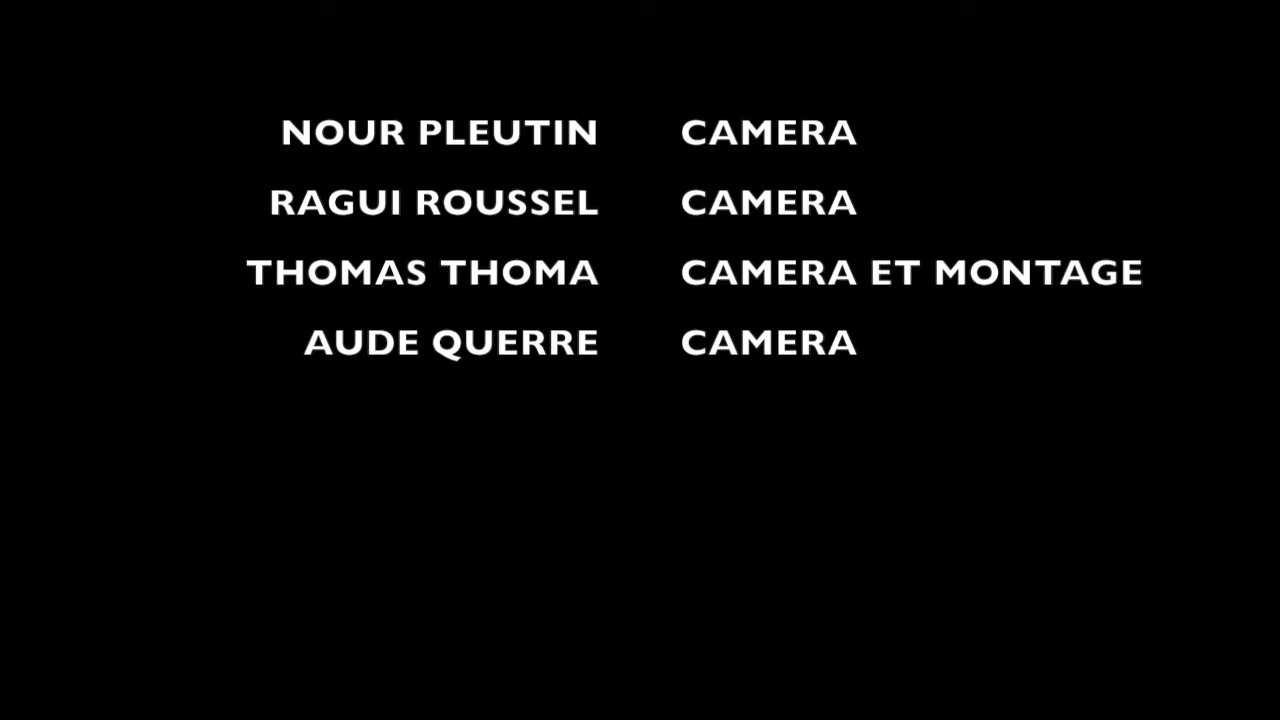 NOUR PLEUTIN CAMERA
RAGUI ROUSSEL CAMERA
THOMAS THOMA CAMERA ET MONTAGE
AUDE QUERRE CAMERA